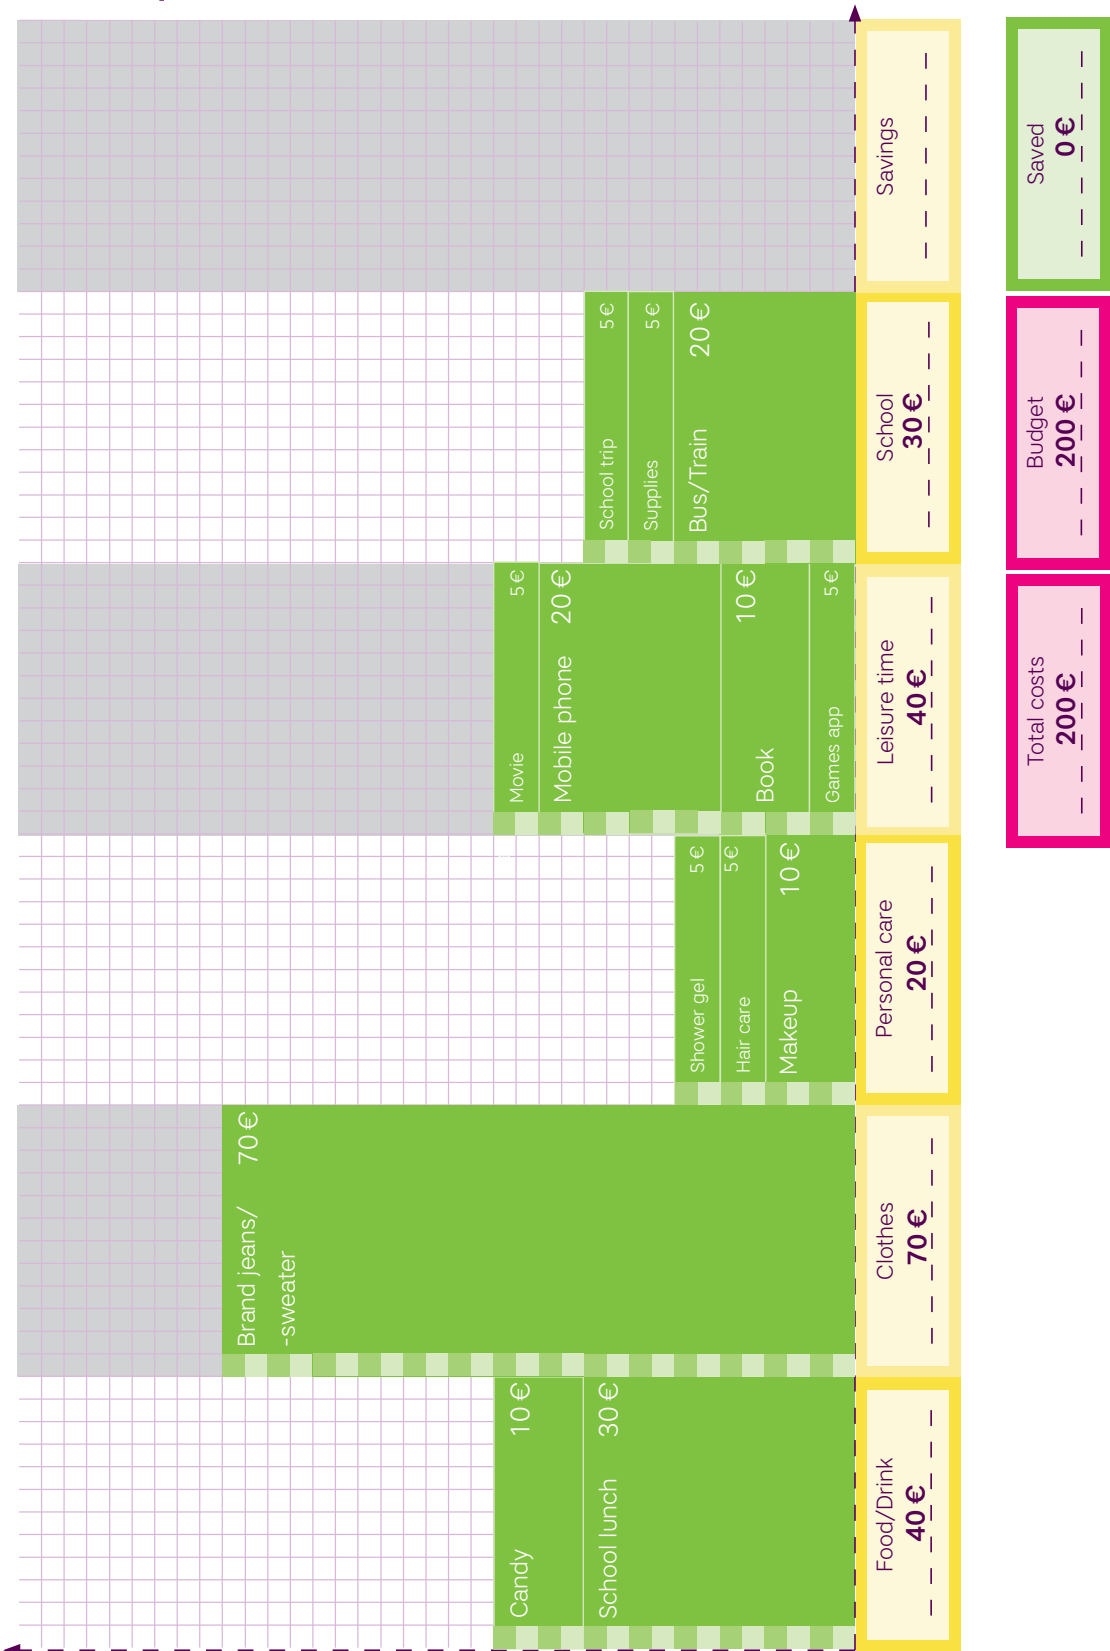 Candy 10 €
School lunch 30 €
Food/Drink
40 €
Brand jeans/ 70 €
-sweater
Clothes
70 €
Shower gel 5 €
Hair care 5 €
Makeup 10 €
Personal care
20 €
Movie 5 €
Mobile phone 20 €
Book 10 €
Games app 5 €
Leisure time
40 €
School trip 5 €
Supplies 5 €
Bus/Train 20 €
School
30 €
Savings
Total costs
200 €
Budget
200 €
Saved
0 €